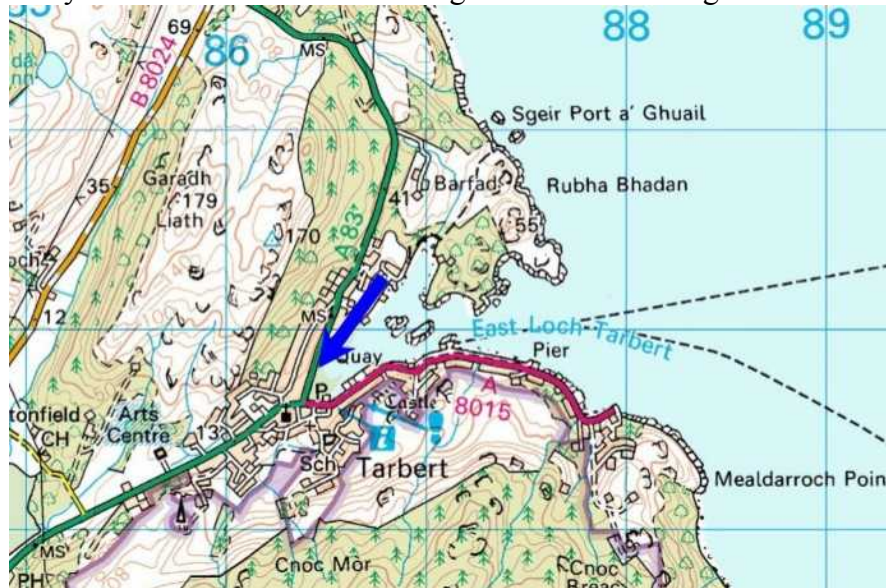 86
88
89
69
MS
B 8024
Sgeir Port a' Ghuail
Garadh
179
Liath
35
Barfad
Rubha Bhadan
41
A 83
170
55
12
MS
East Loch Tarbert
Quay
Pier
P
A
8015
Castle
Arts
Centre
13
CH
Sch
Tarbert
Mealdarroch Poin
MS
PH
Cnoc Mòr
Cnoc
Breac